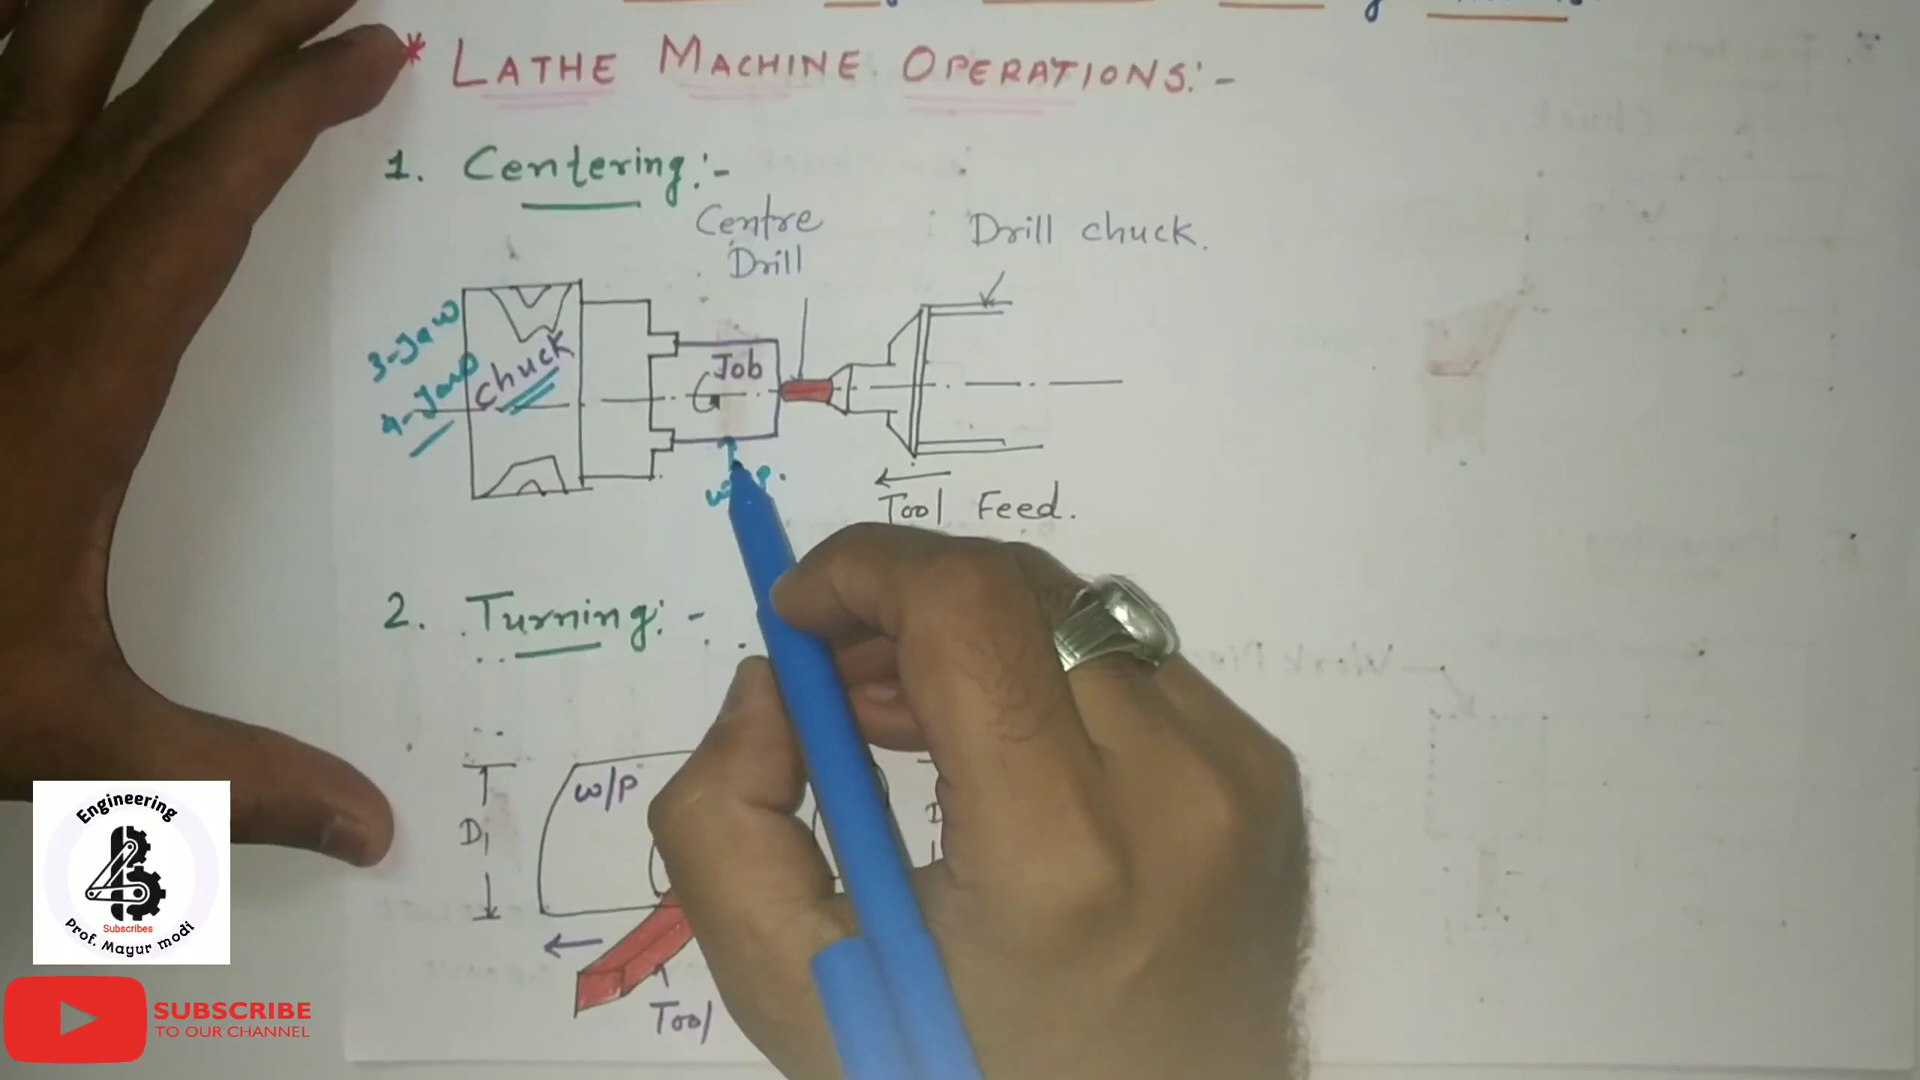 * LATHE MACHINE OPERATIONS:-
1. Centering:-
Centre
Drill
Drill chuck.
3-Jaw
4-Jaw
chuck
Job
Tool Feed.
2. Turning:-
W/P
D1
Tool
Engineering
Subscribes
Prof. Mayur modi
SUBSCRIBE
TO OUR CHANNEL